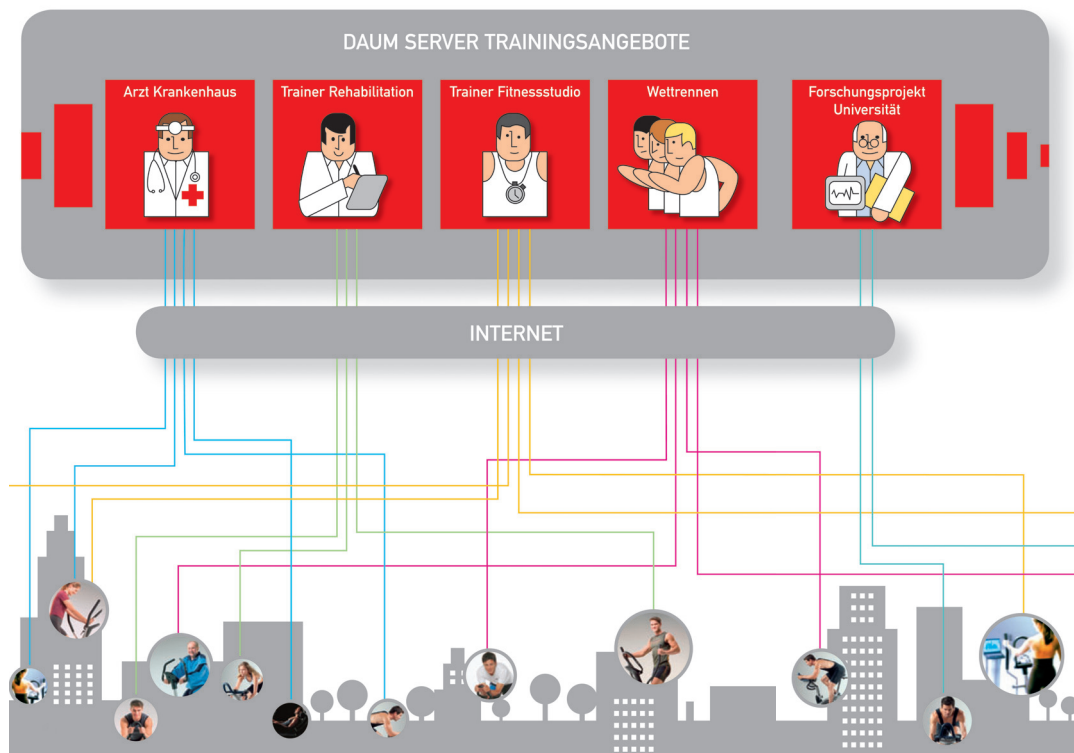 DAUM SERVER TRAININGSANGEBOTE
Arzt Krankenhaus
Trainer Rehabilitation
Trainer Fitnessstudio
Wettrennen
Forschungsprojekt
Universität
INTERNET